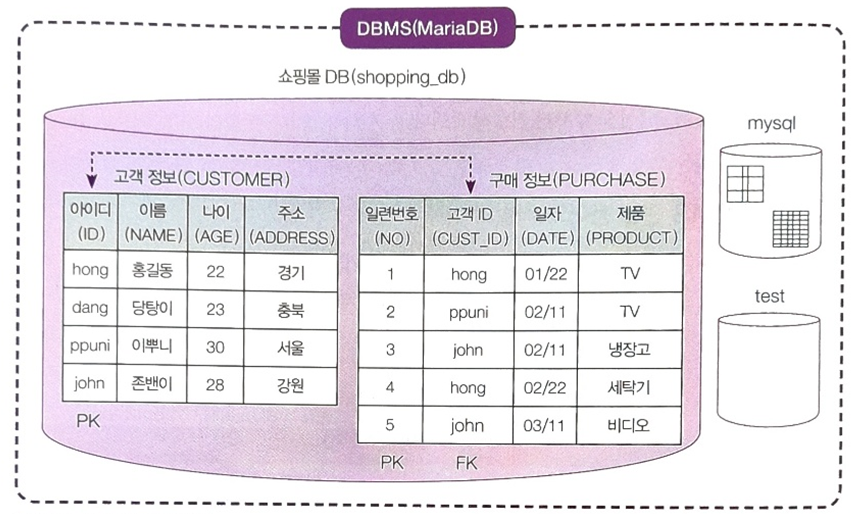 DBMS(MariaDB)
쇼핑몰 DB(shopping_db)
고객 정보(CUSTOMER)
아이디 이름 나이 주소
(ID) (NAME) (AGE) (ADDRESS)
hong 홍길동 22 경기
dang 당탕이 23 충북
ppuni 이뿌니 30 서울
john 존밴이 28 강원
PK
구매 정보(PURCHASE)
일련번호 고객 ID 일자 제품
(NO) (CUST_ID) (DATE) (PRODUCT)
1 hong 01/22 TV
2 ppuni 02/11 TV
3 john 02/11 냉장고
4 hong 02/22 세탁기
5 john 03/11 비디오
PK FK
mysql
test